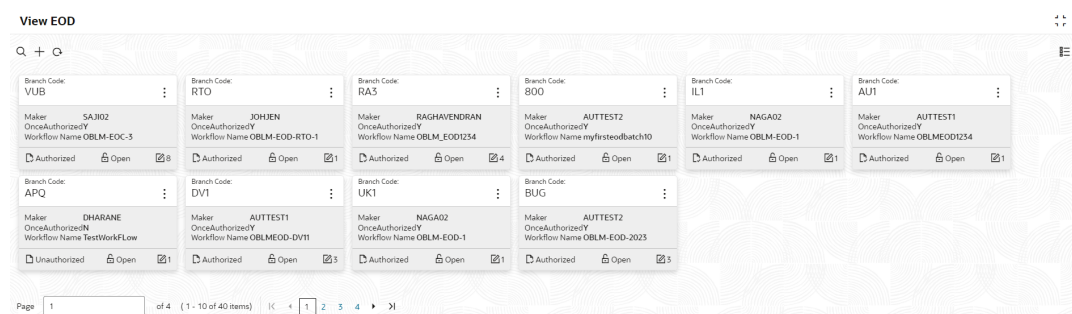 View EOD
Branch Code:
VUB
Maker SAJI02
OnceAuthorizedY
Workflow Name OBLM-EOC-3
Authorized Open 8
Branch Code:
RTO
Maker JOHJEN
OnceAuthorizedY
Workflow Name OBLM-EOD-RTO-1
Authorized Open 1
Branch Code:
RA3
Maker RAGHAVENDRAN
OnceAuthorizedY
Workflow Name OBLM_EOD1234
Authorized Open 4
Branch Code:
800
Maker AUTTEST2
OnceAuthorizedY
Workflow Name myfirsteodbatch10
Authorized Open 1
Branch Code:
IL1
Maker NAGA02
OnceAuthorizedY
Workflow Name OBLM-EOD-1
Authorized Open 1
Branch Code:
AU1
Maker AUTTEST1
OnceAuthorizedY
Workflow Name OBLMEOD1234
Authorized Open 1
Branch Code:
APQ
Maker DHARANE
OnceAuthorizedN
Workflow Name TestWorkFLow
Unauthorized Open 1
Branch Code:
DV1
Maker AUTTEST1
OnceAuthorizedY
Workflow Name OBLMEOD-DV11
Authorized Open 3
Branch Code:
UK1
Maker NAGA02
OnceAuthorizedY
Workflow Name OBLM-EOD-1
Authorized Open 1
Branch Code:
BUG
Maker AUTTEST2
OnceAuthorizedY
Workflow Name OBLM-EOD-2023
Authorized Open 3
Page 1 of 4 ( 1 - 10 of 40 items) 1 2 3 4